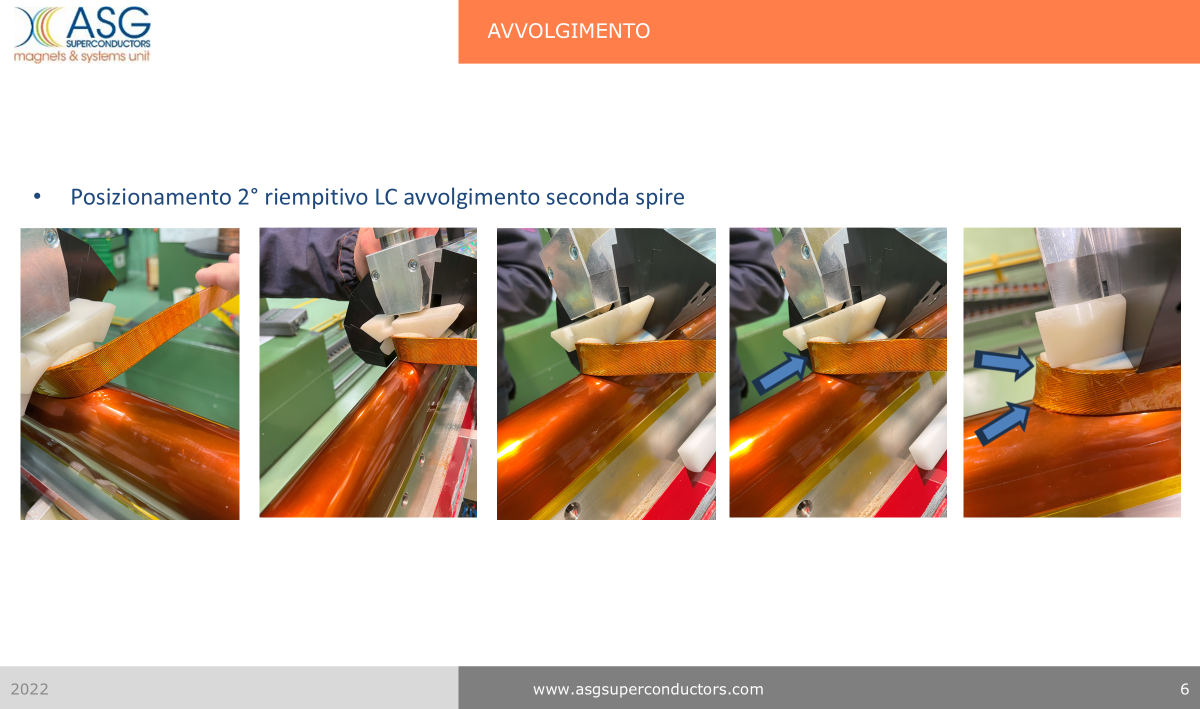 ASG
SUPERCONDUCTORS
magnets & systems unit
AVVOLGIMENTO
• Posizionamento 2° riempitivo LC avvolgimento seconda spire
2022
www.asgsuperconductors.com
6